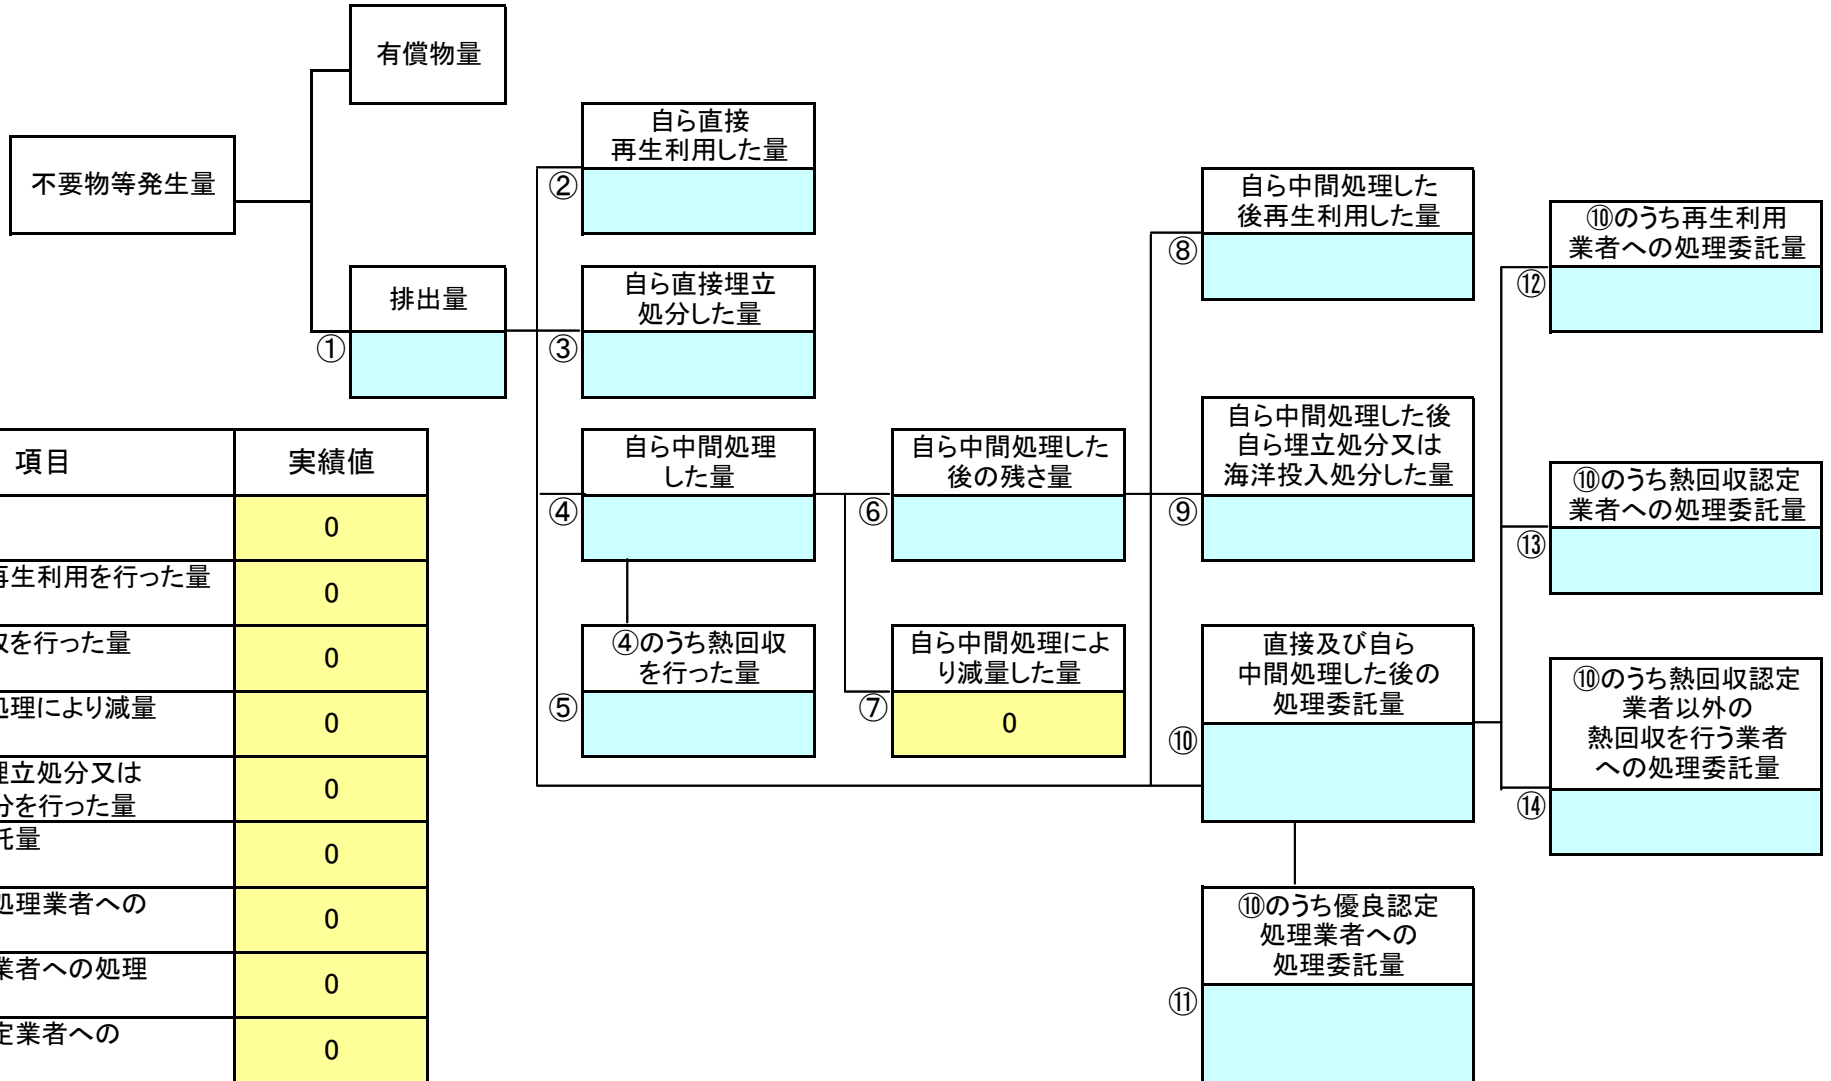 有償物量
不要物等発生量
排出量
①
自ら直接
再生利用した量
②
自ら直接埋立
処分した量
③
自ら中間処理
した量
④
④のうち熱回収
を行った量
⑤
自ら中間処理した
後の残さ量
⑥
自ら中間処理によ
り減量した量
⑦
0
自ら中間処理した
後再生利用した量
⑧
自ら中間処理した後
自ら埋立処分又は
海洋投入処分した量
⑨
直接及び自ら
中間処理した後の
処理委託量
⑩
⑩のうち優良認定
処理業者への
処理委託量
⑪
⑩のうち再生利用
業者への処理委託量
⑫
⑩のうち熱回収認定
業者への処理委託量
⑬
⑩のうち熱回収認定
業者以外の
熱回収を行う業者
への処理委託量
⑭
項目
実績値
0
再生利用を行った量
0
を行った量
0
処理により減量
0
埋立処分又は
分を行った量
0
託量
0
処理業者への
0
業者への処理
0
定業者への
0